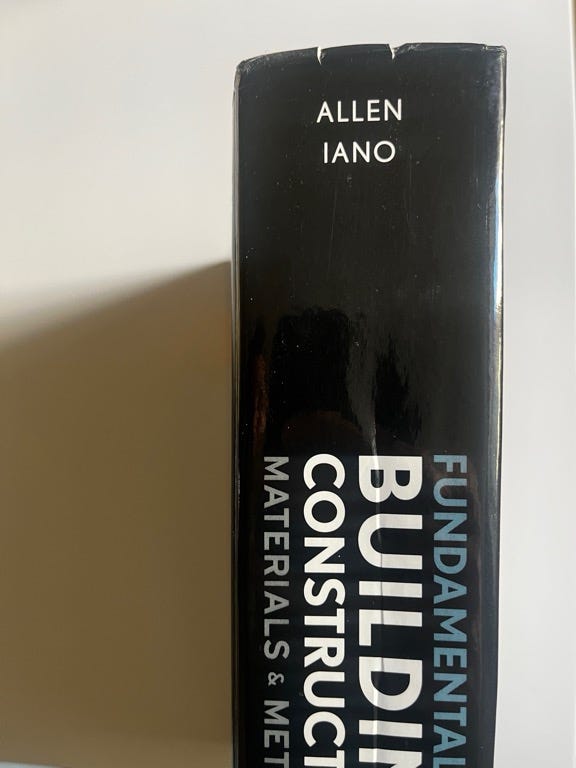 ALLEN
IANO
FUNDAMENTAL
BUILDIN
CONSTRUCT
MATERIALS & MET